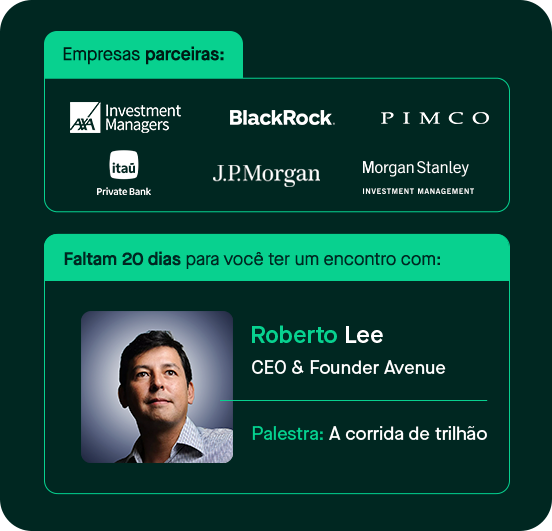 Empresas parceiras:
AXA Investment Managers
BlackRock.
PIMCO
itaú
Private Bank
J.P.Morgan
Morgan Stanley
INVESTMENT MANAGEMENT
Faltam 20 dias para você ter um encontro com:
Roberto Lee
CEO & Founder Avenue
Palestra: A corrida de trilhão